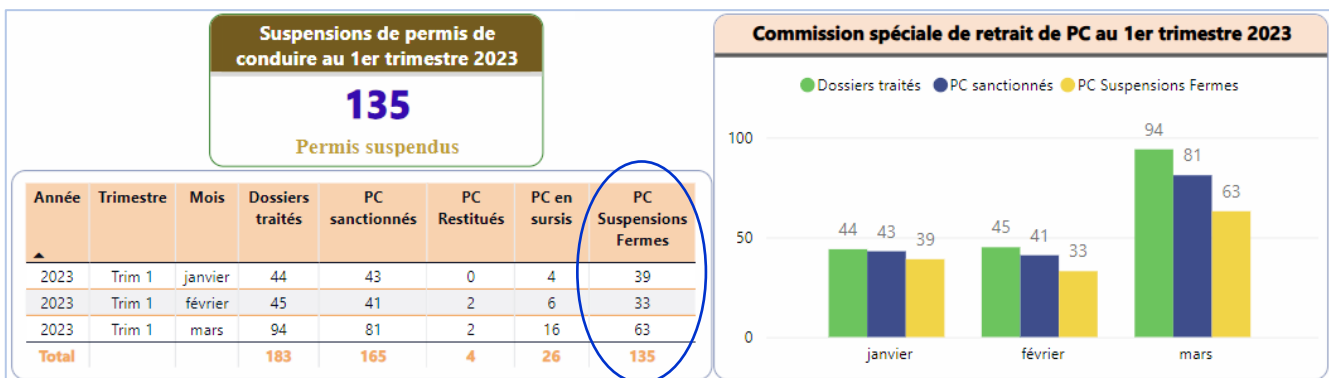 Suspensions de permis de
conduire au 1er trimestre 2023
135
Permis suspendus
Année Trimestre Mois Dossiers traités PC sanctionnés PC Restitués PC en sursis PC Suspensions Fermes
2023 Trim 1 janvier 44 43 0 4 39
2023 Trim 1 février 45 41 2 6 33
2023 Trim 1 mars 94 81 2 16 63
Total 183 165 4 26 135
Commission spéciale de retrait de PC au 1er trimestre 2023
Dossiers traités PC sanctionnés PC Suspensions Fermes
100
50
0
44 43 39
45 41 33
94 81 63
janvier février mars